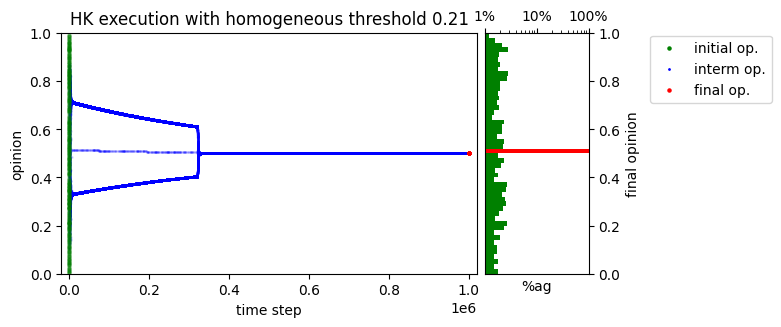 HK execution with homogeneous threshold 0.21
1% 10% 100%
1.0 1.0
0.8 0.8
0.6 0.6
0.4 0.4
0.2 0.2
0.0 0.0
opinion
final opinion
0.0 0.2 0.4 0.6 0.8 1.0
1e6
time step
%ag
initial op.
interm op.
final op.